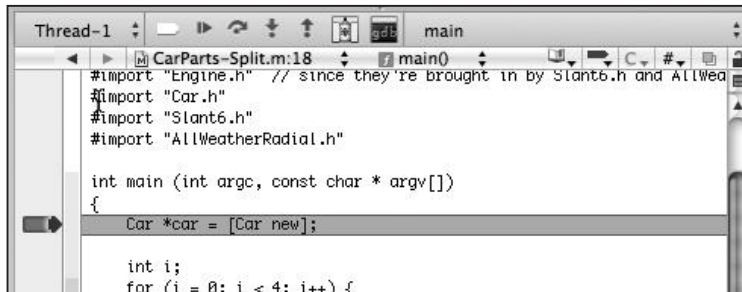 Thread-1 gdb main
CarParts-Split.m:18 main() C #
#import "Engine.h" // since they're brought in by Slant6.h and AllWea
#import "Car.h"
#import "Slant6.h"
#import "AllWeatherRadial.h"
int main (int argc, const char * argv[])
{
Car *car = [Car new];
int i;
for (i = 0; i < 4; i++) {